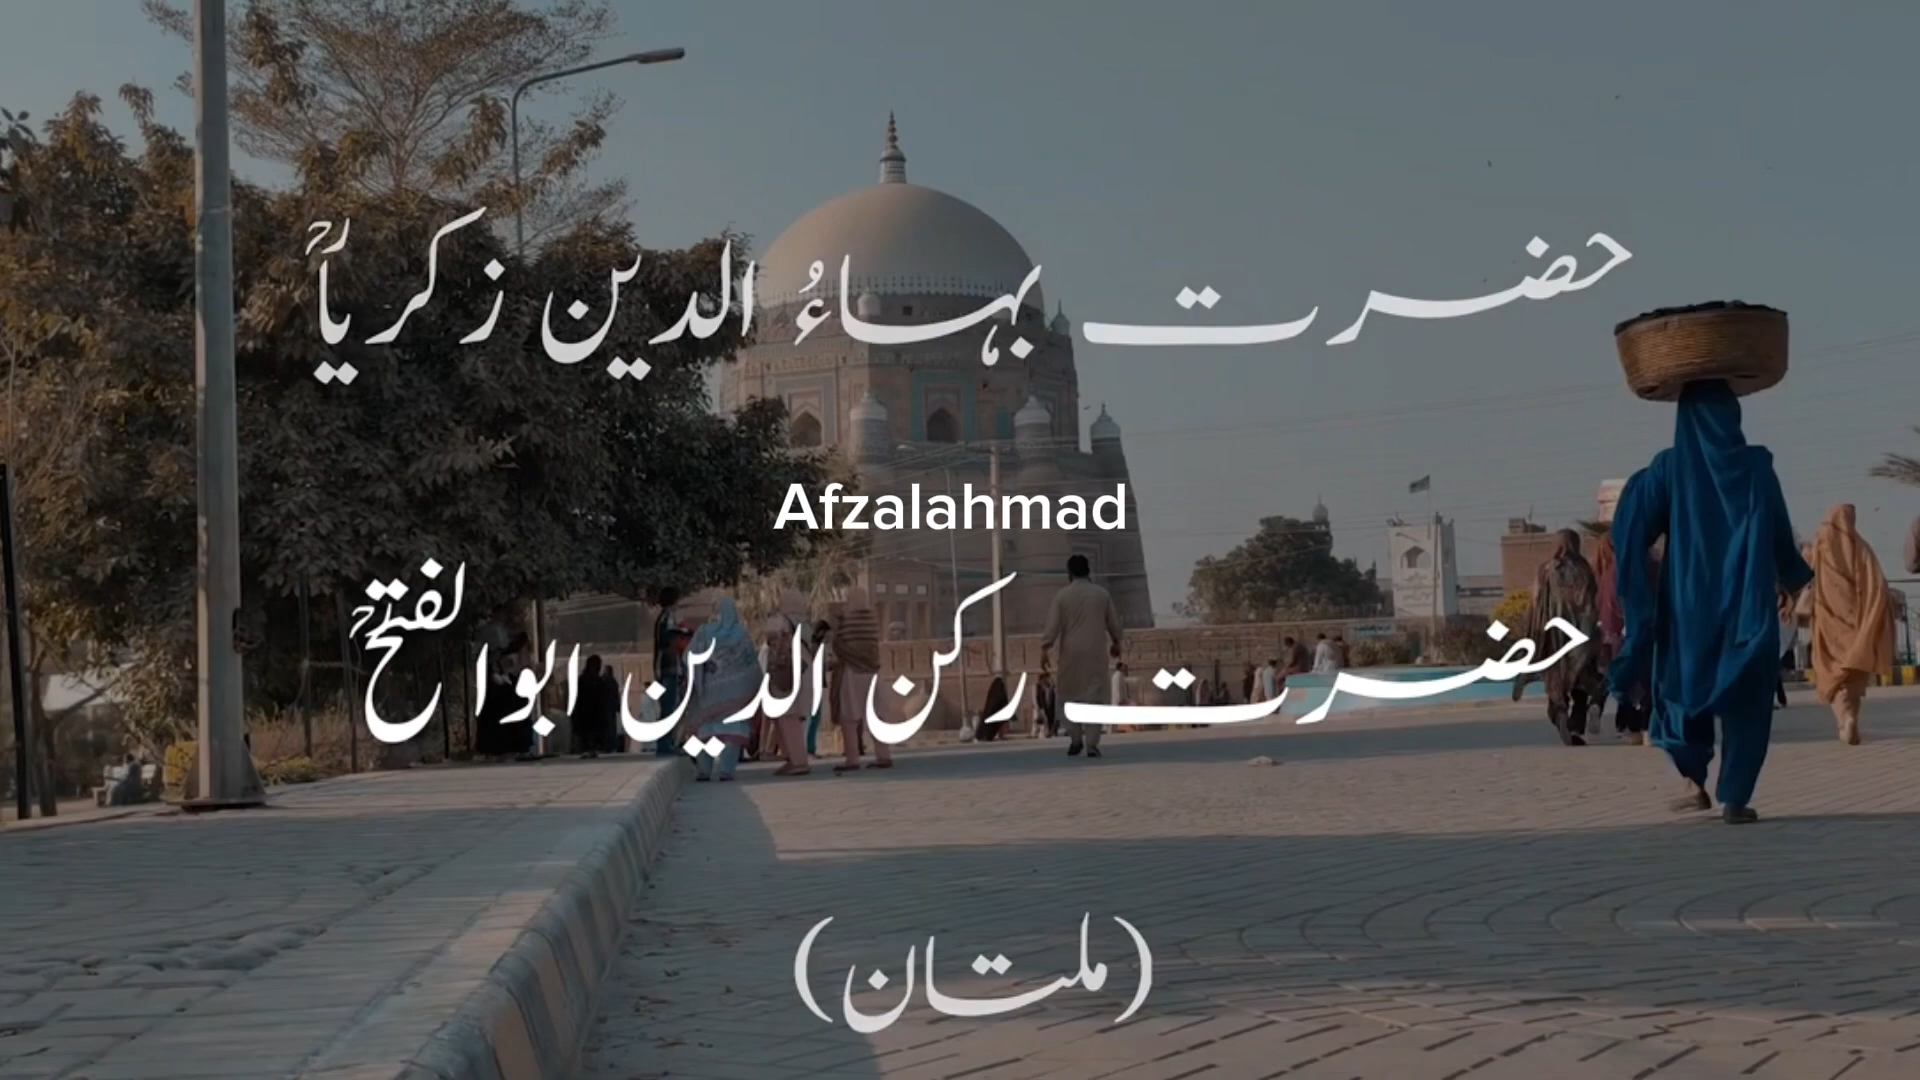 حضرت بہاءُ الدین زکریاؒ
Afzalahmad
حضرت رکن الدین ابوالفتحؒ
(ملتان)